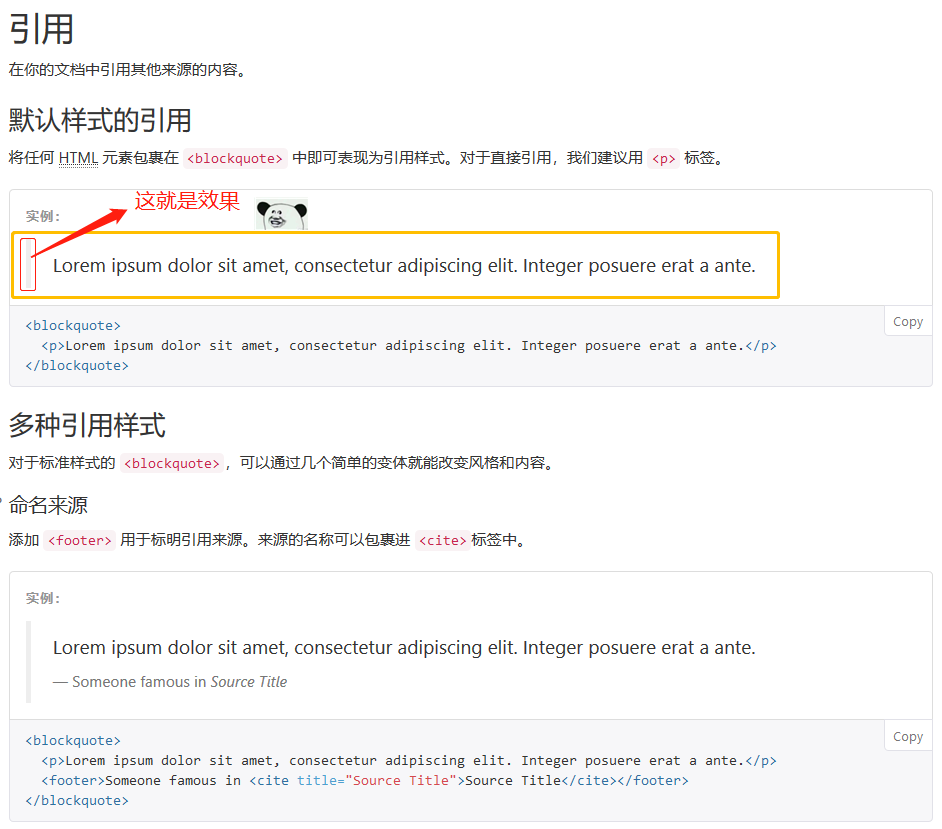 引用
在你的文档中引用其他来源的内容。
默认样式的引用
将任何 HTML 元素包裹在 <blockquote> 中即可表现为引用样式。对于直接引用，我们建议用 <p> 标签。
这就是效果
实例：
Lorem ipsum dolor sit amet, consectetur adipiscing elit. Integer posuere erat a ante.
Copy
<blockquote>
  <p>Lorem ipsum dolor sit amet, consectetur adipiscing elit. Integer posuere erat a ante.</p>
</blockquote>
多种引用样式
对于标准样式的 <blockquote>，可以通过几个简单的变体就能改变风格和内容。
命名来源
添加 <footer> 用于标明引用来源。来源的名称可以包裹进 <cite>标签中。
实例：
Lorem ipsum dolor sit amet, consectetur adipiscing elit. Integer posuere erat a ante.
— Someone famous in Source Title
Copy
<blockquote>
  <p>Lorem ipsum dolor sit amet, consectetur adipiscing elit. Integer posuere erat a ante.</p>
  <footer>Someone famous in <cite title="Source Title">Source Title</cite></footer>
</blockquote>